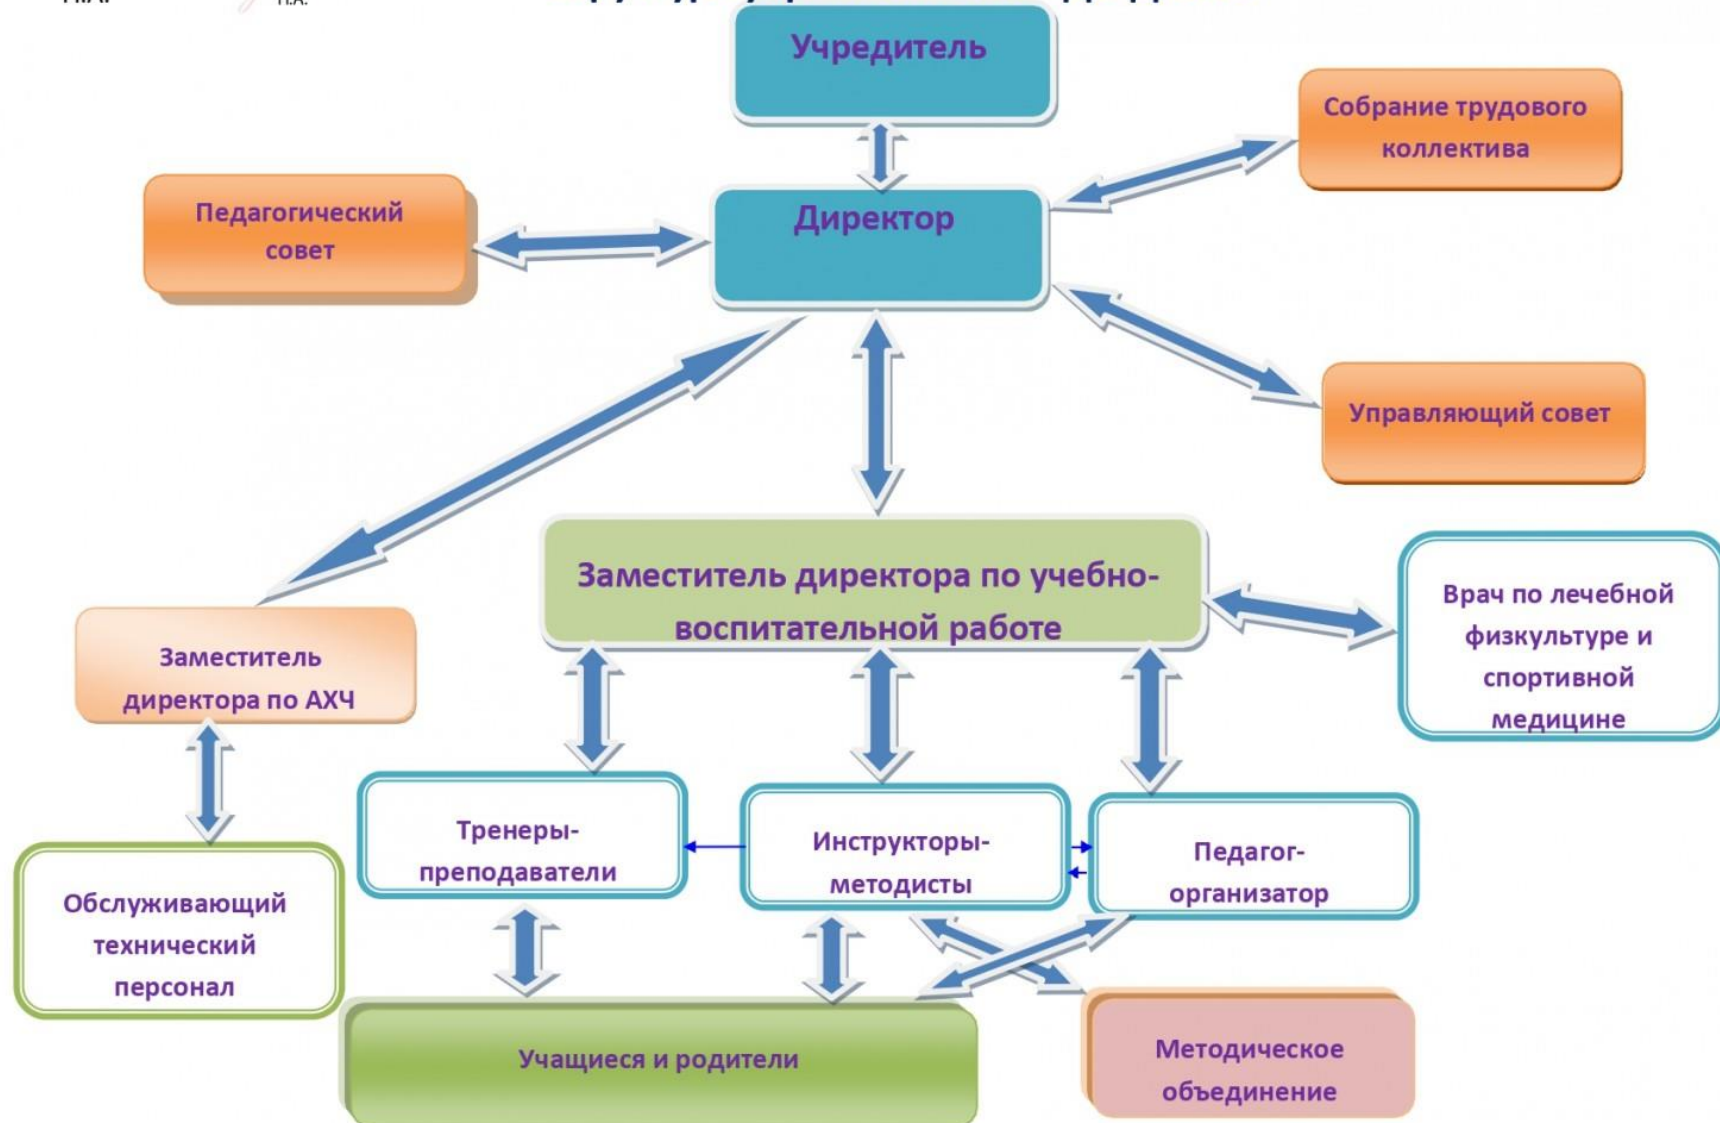 Учредитель
Собрание трудового
коллектива
Педагогический
совет
Директор
Управляющий совет
Заместитель директора по учебно-
воспитательной работе
Врач по лечебной
физкультуре и
спортивной
медицине
Заместитель
директора по АХЧ
Тренеры-
преподаватели
Инструкторы-
методисты
Педагог-
организатор
Обслуживающий
технический
персонал
Учащиеся и родители
Методическое
объединение